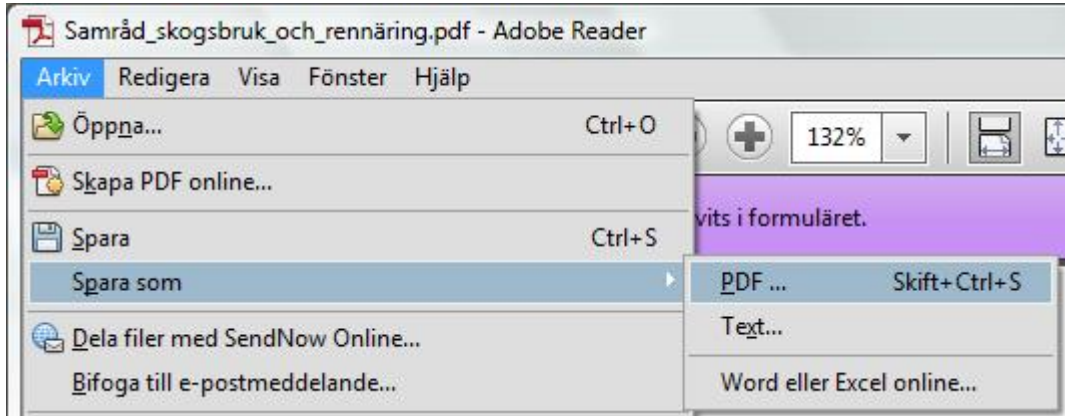 Samråd_skogsbruk_och_rennäring.pdf - Adobe Reader
Arkiv Redigera Visa Fönster Hjälp
Öppna... Ctrl+O
132%
Skapa PDF online...
vits i formuläret.
Spara Ctrl+S
Spara som
PDF ... Skift+Ctrl+S
Text...
Word eller Excel online...
Dela filer med SendNow Online...
Bifoga till e-postmeddelande...